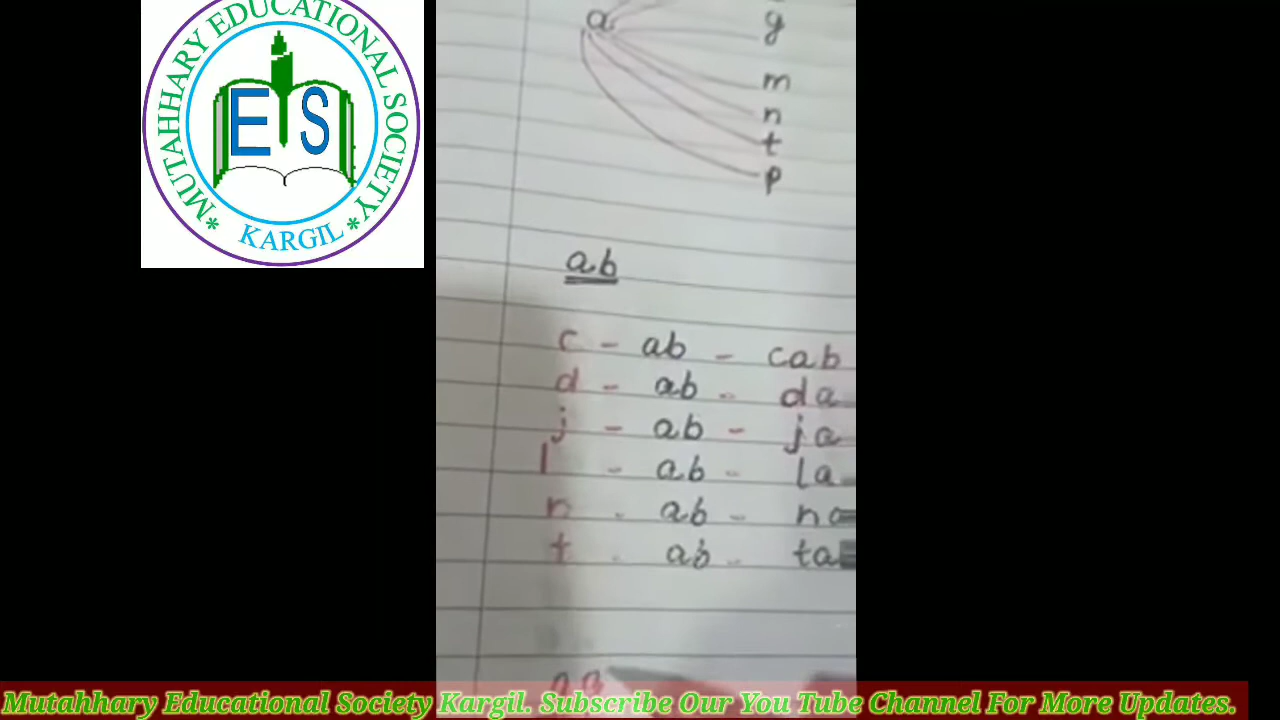 MUTAHHARY EDUCATIONAL SOCIETY
E S
* KARGIL *
a
g
m
n
t
p
ab
c - ab - cab
d - ab - da
j - ab - ja
l - ab - la
n - ab - na
t - ab - ta
Mutahhary Educational Society Kargil. Subscribe Our You Tube Channel For More Updates.